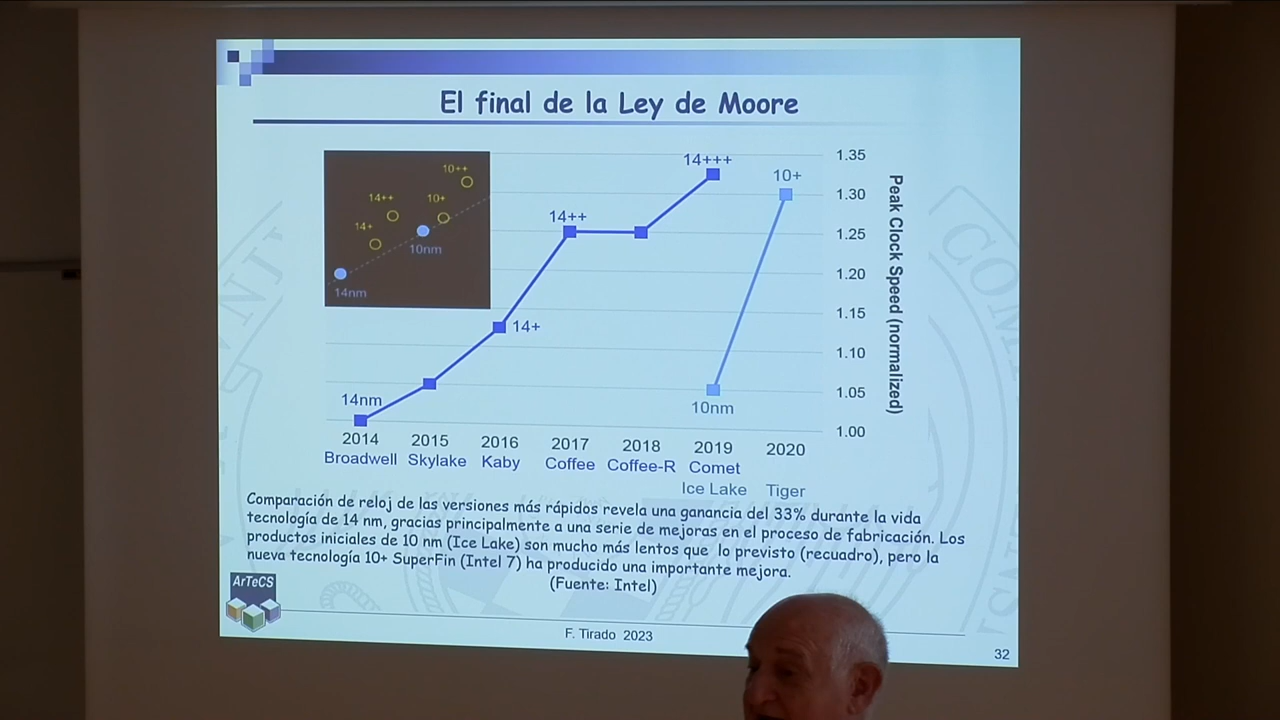 El final de la Ley de Moore
14+++
1.35
10++
10+
1.30
14++
10+
14++
1.25
14+
10nm
1.20
14nm
1.15
14+
1.10
14nm
1.05
10nm
1.00
Peak Clock Speed (normalized)
2014 2015 2016 2017 2018 2019 2020
Broadwell Skylake Kaby Coffee Coffee-R Comet
Ice Lake Tiger
Comparación de reloj de las versiones más rápidos revela una ganancia del 33% durante la vida
tecnología de 14 nm, gracias principalmente a una serie de mejoras en el proceso de fabricación. Los
productos iniciales de 10 nm (Ice Lake) son mucho más lentos que lo previsto (recuadro), pero la
nueva tecnología 10+ SuperFin (Intel 7) ha producido una importante mejora.
(Fuente: Intel)
ArTeCS
F. Tirado 2023
32